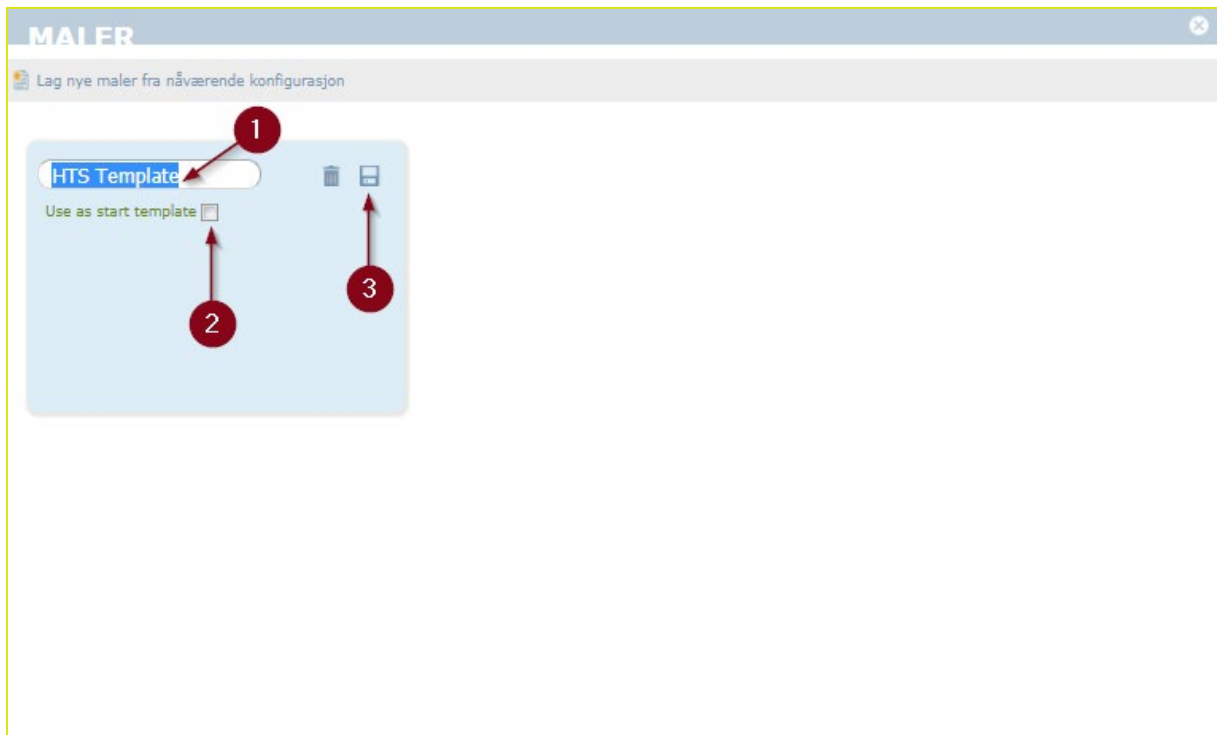 MALER
Lag nye maler fra nåværende konfigurasjon
1
HTS Template
Use as start template
3
2